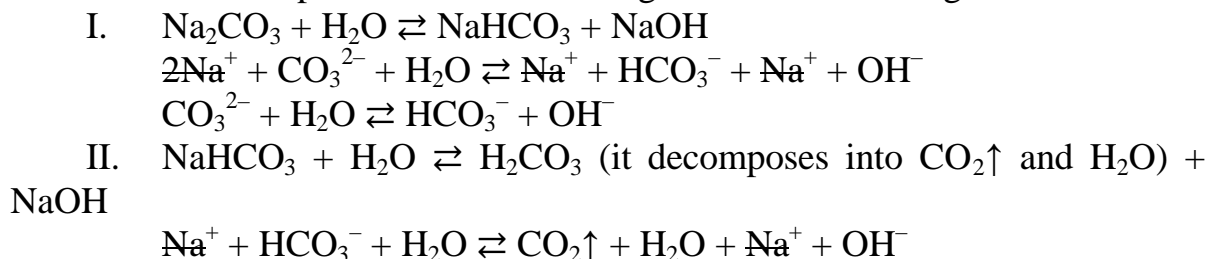 I. Na₂CO₃ + H₂O ⇄ NaHCO₃ + NaOH
2Na⁺ + CO₃²⁻ + H₂O ⇄ Na⁺ + HCO₃⁻ + Na⁺ + OH⁻
CO₃²⁻ + H₂O ⇄ HCO₃⁻ + OH⁻
II. NaHCO₃ + H₂O ⇄ H₂CO₃ (it decomposes into CO₂↑ and H₂O) +
NaOH
Na⁺ + HCO₃⁻ + H₂O ⇄ CO₂↑ + H₂O + Na⁺ + OH⁻